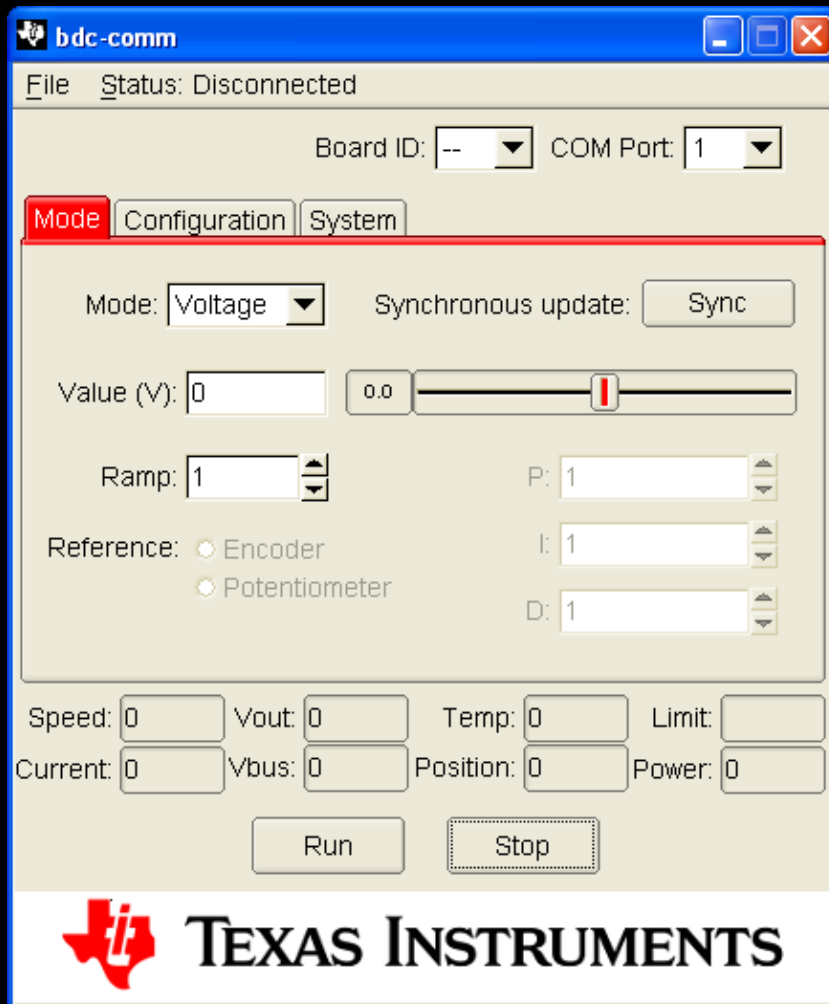 bdc-comm
File Status: Disconnected
Board ID: -- COM Port: 1
Mode Configuration System
Mode: Voltage Synchronous update: Sync
Value (V): 0 0.0
Ramp: 1 P: 1
Reference: Encoder I: 1
Potentiometer
D: 1
Speed: 0 Vout: 0 Temp: 0 Limit:
Current: 0 Vbus: 0 Position: 0 Power: 0
Run Stop
TEXAS INSTRUMENTS